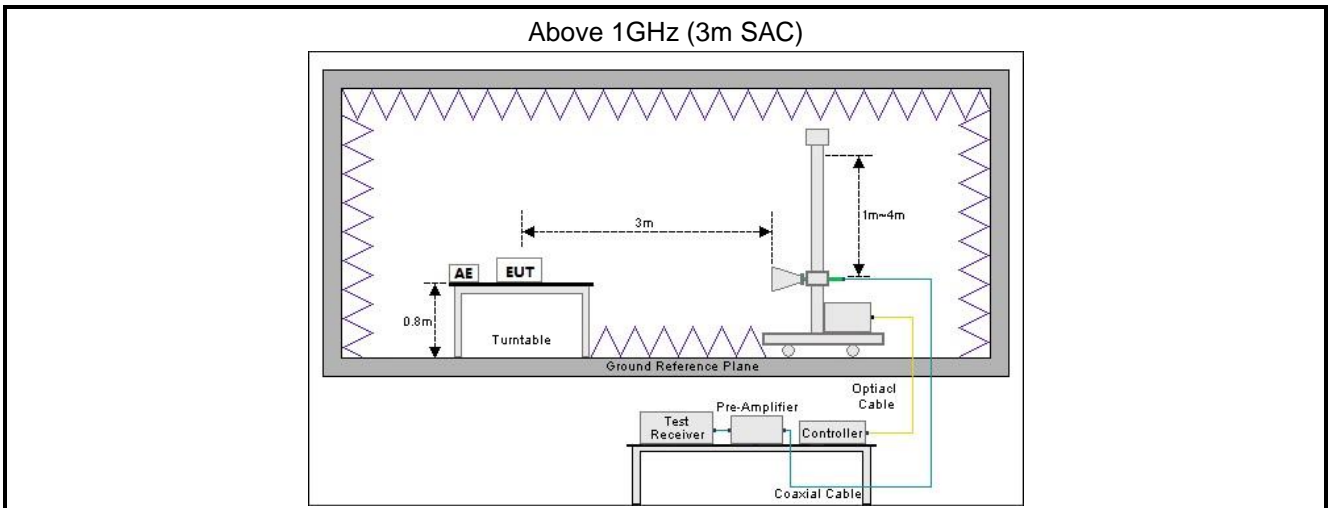 Above 1GHz (3m SAC)
1m~4m
3m
AE
EUT
0.8m
Turntable
Ground Reference Plane
Optiacl
Cable
Pre-Amplifier
Test
Receiver
Controller
Coaxial Cable